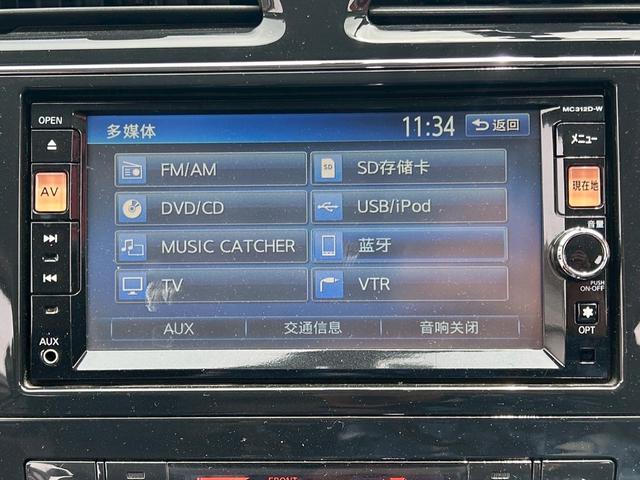 MC312D-W
OPEN
多媒体
11:34
返回
メニュー
FM/AM
SD存储卡
AV
現在地
DVD/CD
USB/iPod
音量
MUSIC CATCHER
蓝牙
TV
VTR
PUSH
ON-OFF
AUX
交通信息
音响关闭
OPT
AUX
FRONT